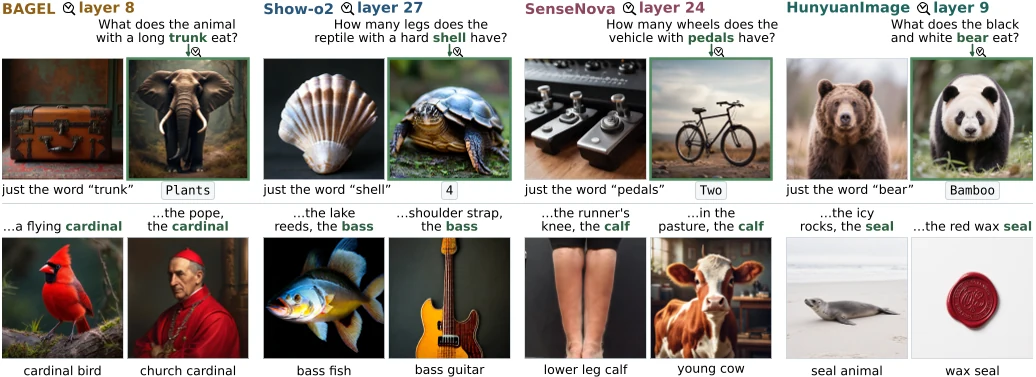 BAGEL layer 8
What does the animal
with a long trunk eat?
just the word “trunk”
Plants
Show-o2 layer 27
How many legs does the
reptile with a hard shell have?
just the word “shell”
4
SenseNova layer 24
How many wheels does the
vehicle with pedals have?
just the word “pedals”
Two
HunyuanImage layer 9
What does the black
and white bear eat?
just the word “bear”
Bamboo
...a flying cardinal
...the pope,
the cardinal
cardinal bird
church cardinal
...the lake
reeds, the bass
...shoulder strap,
the bass
bass fish
bass guitar
...the runner's
knee, the calf
...in the
pasture, the calf
lower leg calf
young cow
...the icy
rocks, the seal
...the red wax seal
seal animal
wax seal